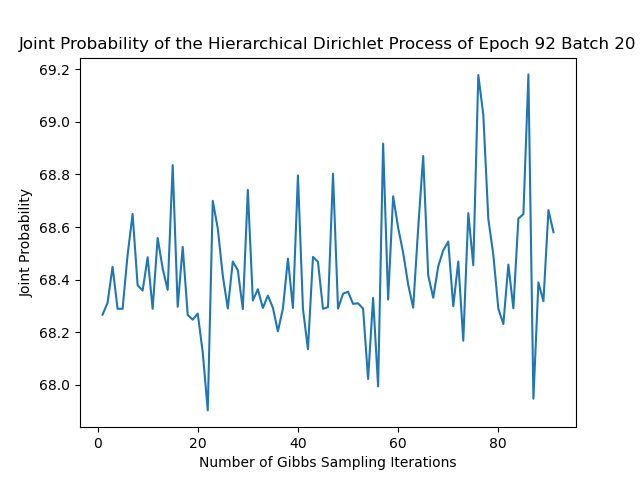 Joint Probability of the Hierarchical Dirichlet Process of Epoch 92 Batch 20
69.2
69.0
68.8
68.6
68.4
68.2
68.0
Joint Probability
0 20 40 60 80
Number of Gibbs Sampling Iterations